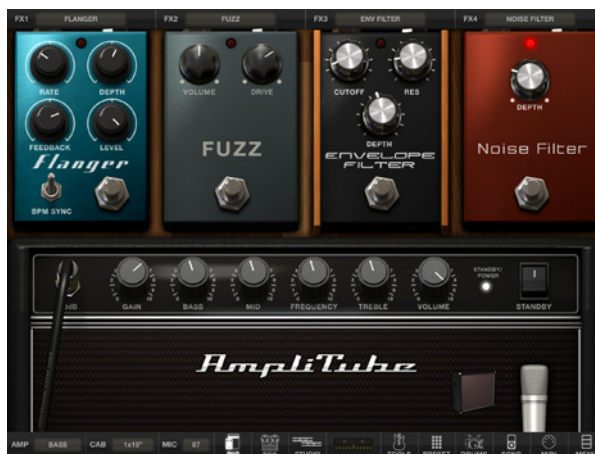 FX1 FLANGER FX2 FUZZ FX3 ENV FILTER FX4 NOISE FILTER
RATE DEPTH VOLUME DRIVE CUTOFF RES
DEPTH
FEEDBACK LEVEL DEPTH
Flanger FUZZ ENVELOPE FILTER Noise Filter
BPM SYNC
GAIN BASS MID FREQUENCY TREBLE VOLUME STANDBY/POWER STANDBY
AmpliTube
AMP BASS CAB 1x15" MIC 87 STUDIO TOOLS PRESET DRUMS SONG MIDI